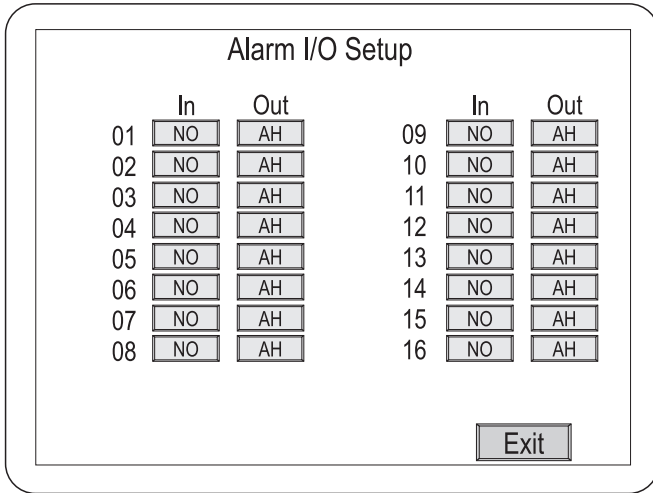 Alarm I/O Setup
In Out In Out
01 NO AH 09 NO AH
02 NO AH 10 NO AH
03 NO AH 11 NO AH
04 NO AH 12 NO AH
05 NO AH 13 NO AH
06 NO AH 14 NO AH
07 NO AH 15 NO AH
08 NO AH 16 NO AH
Exit